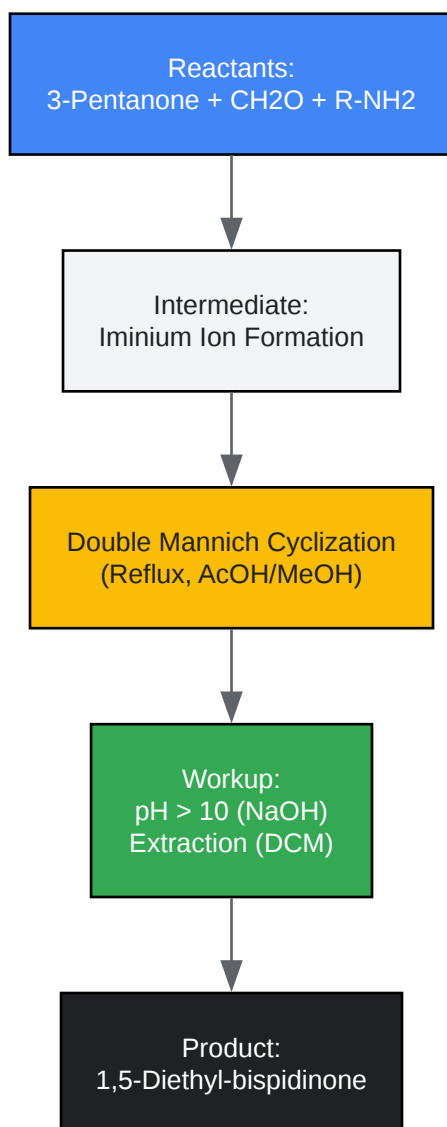 Reactants:
3-Pentanone + CH2O + R-NH2
Intermediate:
Iminium Ion Formation
Double Mannich Cyclization
(Reflux, AcOH/MeOH)
Workup:
pH > 10 (NaOH)
Extraction (DCM)
Product:
1,5-Diethyl-bispidinone